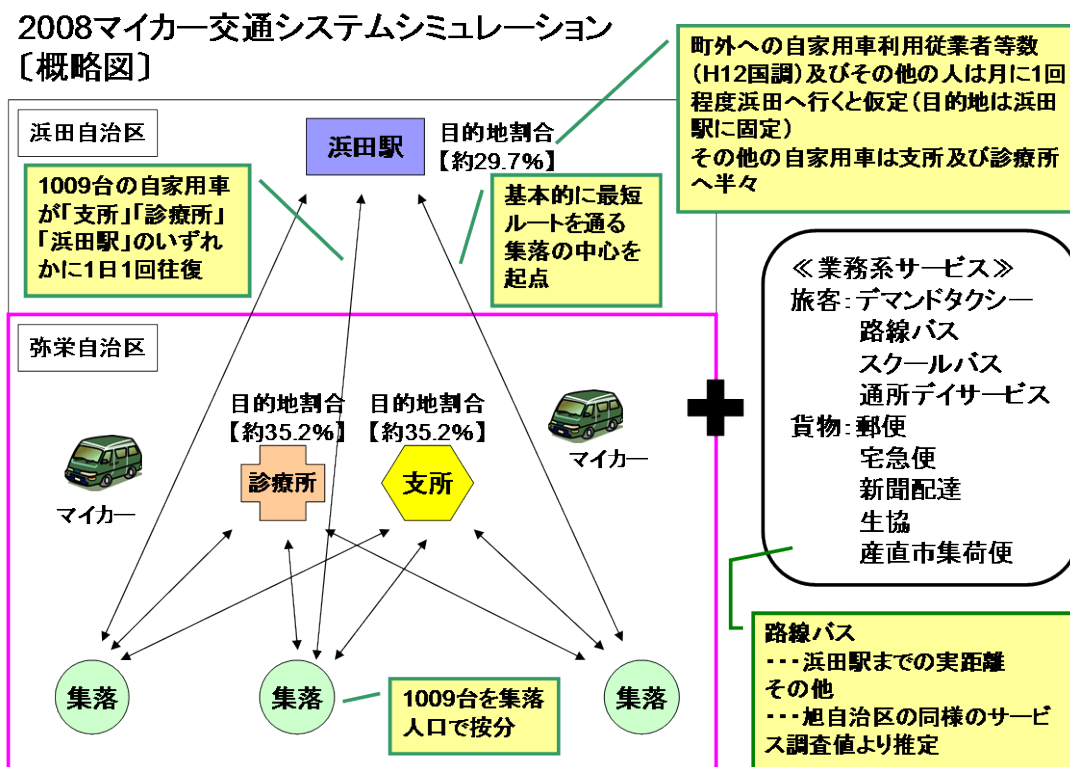 2008マイカー交通システムシミュレーション
〔概略図〕
町外への自家用車利用従業者等数
(H12国調)及びその他の人は月に1回
程度浜田へ行くと仮定(目的地は浜田
駅に固定)
その他の自家用車は支所及び診療所
へ半々
浜田自治区
浜田駅
目的地割合
【約29.7%】
1009台の自家用車
が「支所」「診療所」
「浜田駅」のいずれ
かに1日1回往復
基本的に最短
ルートを通る
集落の中心を
起点
弥栄自治区
目的地割合
【約35.2%】
目的地割合
【約35.2%】
診療所
支所
マイカー
マイカー
集落
集落
集落
1009台を集落
人口で按分
≪業務系サービス≫
旅客:デマンドタクシー
路線バス
スクールバス
通所デイサービス
貨物:郵便
宅急便
新聞配達
生協
産直市集荷便
路線バス
・・・浜田駅までの実距離
その他
・・・旭自治区の同様のサービ
ス調査値より推定